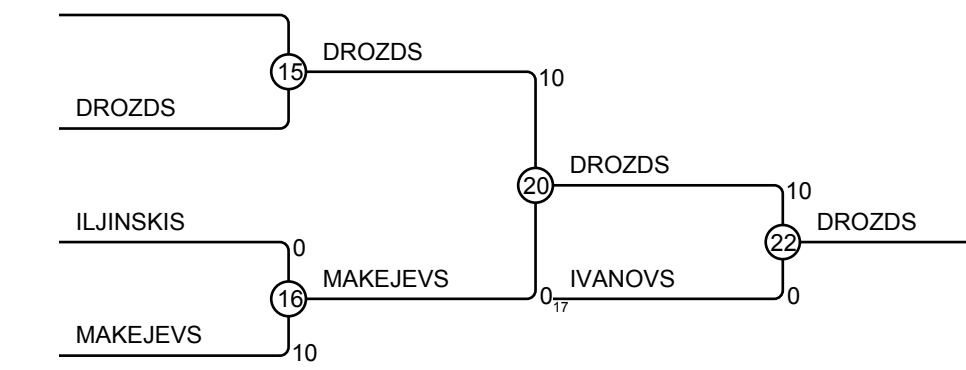 DROZDS
15
10
DROZDS
DROZDS
20
10
ILJINSKIS
DROZDS
0
22
MAKEJEVS
IVANOVS
16
0
17
0
MAKEJEVS
10